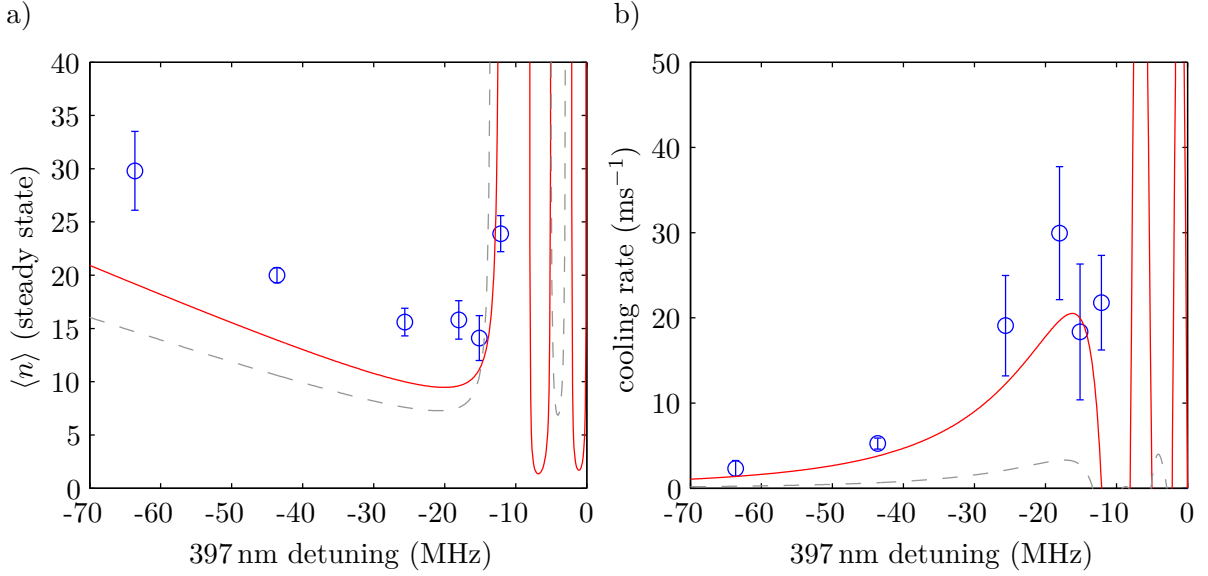 a)
40
35
30
25
20
15
10
5
0
⟨n⟩ (steady state)
-70 -60 -50 -40 -30 -20 -10 0
397 nm detuning (MHz)
b)
50
40
30
20
10
0
cooling rate (ms⁻¹)
-70 -60 -50 -40 -30 -20 -10 0
397 nm detuning (MHz)